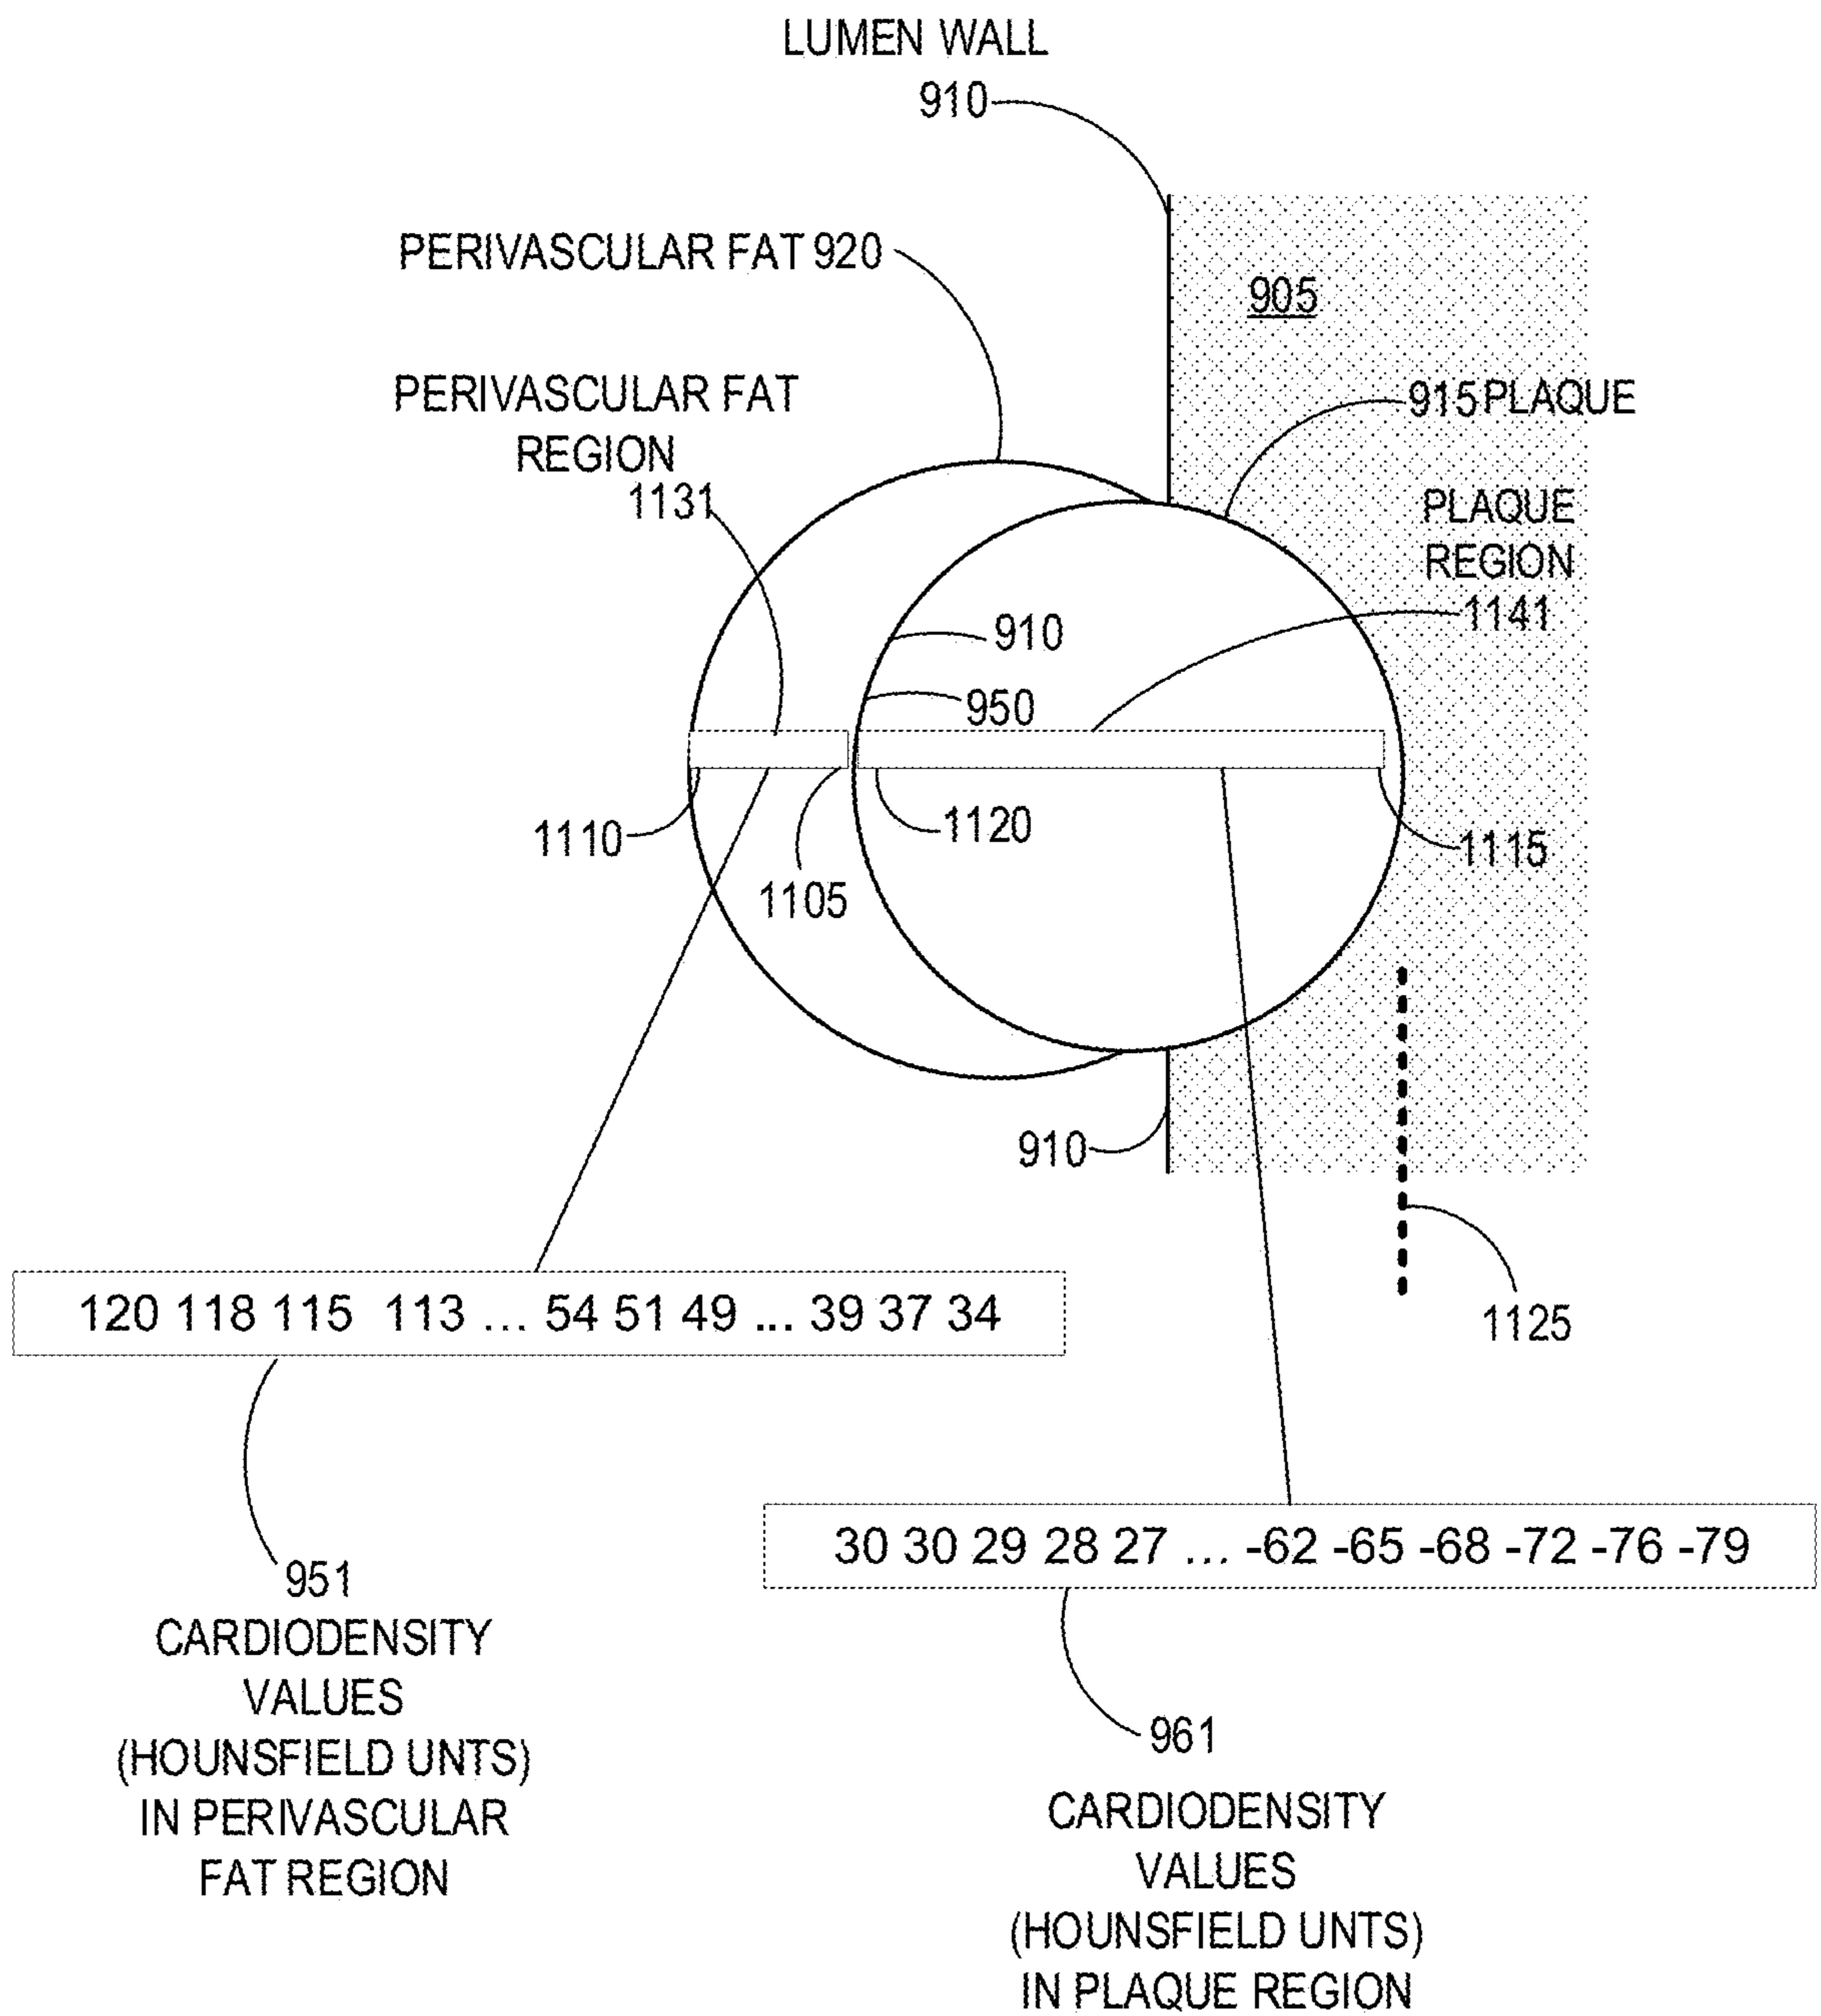 LUMEN WALL
910
PERIVASCULAR FAT 920
905
PERIVASCULAR FAT
REGION
1131
915 PLAQUE
PLAQUE
REGION
1141
910
950
1110
1105
1120
1115
910
1125
120 118 115 113 ... 54 51 49 ... 39 37 34
30 30 29 28 27 ... -62 -65 -68 -72 -76 -79
951
CARDIODENSITY
VALUES
(HOUNSFIELD UNTS)
IN PERIVASCULAR
FAT REGION
961
CARDIODENSITY
VALUES
(HOUNSFIELD UNTS)
IN PLAQUE REGION